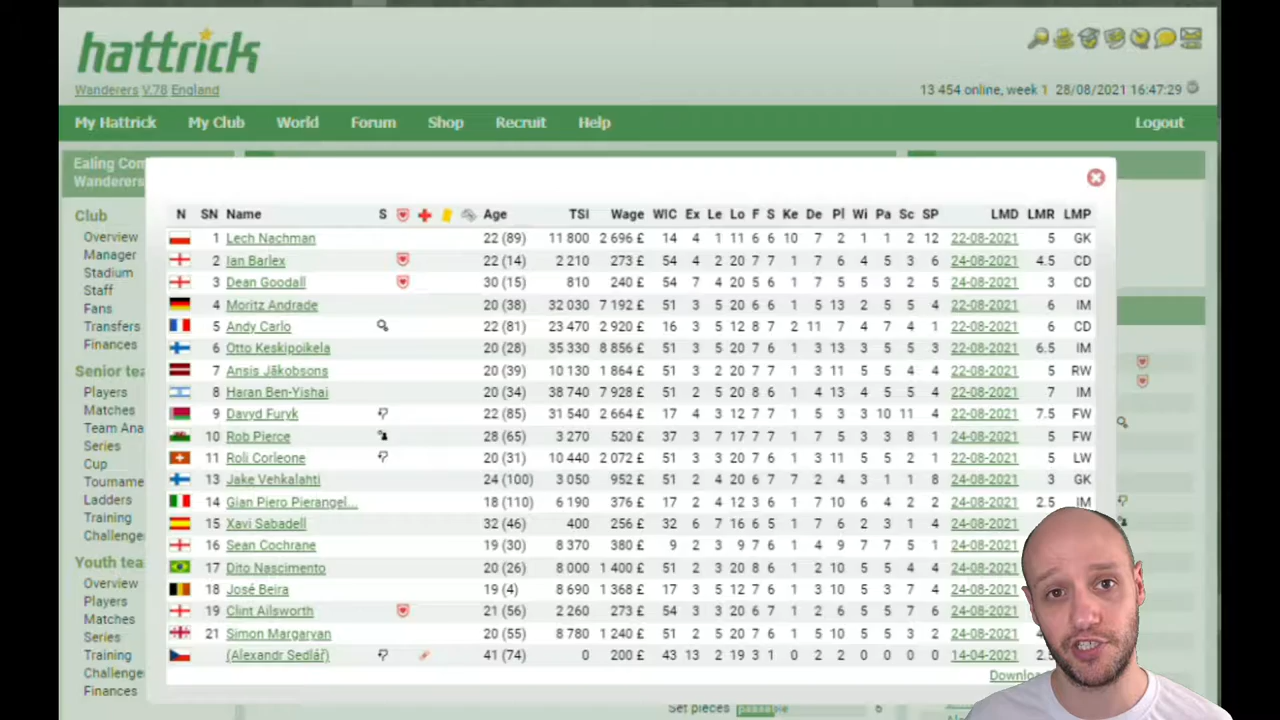 hattrick
Wanderers V.78 England
13 454 online, week 1 28/08/2021 16:47:29
My Hattrick My Club World Forum Shop Recruit Help Logout
Ealing Com
Wanderers
Club
Overview
Manager
Stadium
Staff
Fans
Transfers
Finances
Senior tea
Players
Matches
Team Ana
Series
Cup
Tourname
Ladders
Training
Challenge
Youth tea
Overview
Players
Matches
Series
Training
Challenge
Finances
N SN Name S Age TSI Wage WIC Ex Le Lo F S Ke De Pl Wi Pa Sc SP LMD LMR LMP
1 Lech Nachman 22 (89) 11 800 2 696 £ 14 4 1 11 6 6 10 7 2 1 1 2 12 22-08-2021 5 GK
2 Ian Barlex 22 (14) 2 210 273 £ 54 4 2 20 7 7 1 7 6 4 5 3 6 24-08-2021 4.5 CD
3 Dean Goodall 30 (15) 810 240 £ 54 7 4 20 5 6 1 7 5 3 5 2 5 24-08-2021 3 CD
4 Moritz Andrade 20 (38) 32 030 7 192 £ 51 3 5 20 6 6 1 5 13 2 5 5 4 22-08-2021 6 IM
5 Andy Carlo 22 (81) 23 470 2 920 £ 16 3 5 12 8 7 2 11 7 4 7 4 1 22-08-2021 6 CD
6 Otto Keskipoikela 20 (28) 35 330 8 856 £ 51 2 4 20 7 7 1 3 13 3 5 5 3 22-08-2021 6.5 IM
7 Ansis Jākobsons 20 (39) 10 130 1 864 £ 51 3 2 20 7 7 1 3 11 5 5 4 4 22-08-2021 5 RW
8 Haran Ben-Yishai 20 (34) 38 740 7 928 £ 51 2 5 20 8 6 1 4 13 4 5 5 4 22-08-2021 7 IM
9 Davyd Furyk 22 (85) 31 540 2 664 £ 17 4 3 12 7 7 1 5 3 3 10 11 4 22-08-2021 7.5 FW
10 Rob Pierce 28 (65) 3 270 520 £ 37 3 7 17 7 7 1 7 5 3 3 8 1 24-08-2021 5 FW
11 Roli Corleone 20 (31) 10 440 2 072 £ 51 3 3 20 7 6 1 3 11 5 5 2 1 22-08-2021 5 LW
13 Jake Vehkalahti 24 (100) 3 050 952 £ 51 2 4 20 6 7 7 2 4 3 1 1 8 24-08-2021 3 GK
14 Gian Piero Pierangel... 18 (110) 6 190 376 £ 17 2 4 12 3 6 1 7 10 6 4 2 2 24-08-2021 2.5 IM
15 Xavi Sabadell 32 (46) 400 256 £ 32 6 7 16 6 5 1 7 6 2 3 1 4 24-08-2021
16 Sean Cochrane 19 (30) 8 370 380 £ 9 2 3 9 7 6 2 4 9 7 7 5 1 24-08-2021
17 Dito Nascimento 20 (26) 8 000 1 400 £ 51 2 3 20 8 6 1 2 10 5 5 4 4 24-08-2021
18 José Beira 19 (4) 8 690 1 368 £ 17 3 5 12 7 7 1 3 10 5 3 7 4 24-08-2021
19 Clint Ailsworth 21 (56) 2 260 273 £ 54 3 3 20 6 7 1 2 6 5 5 7 6 24-08-2021
21 Simon Margarvan 20 (55) 8 780 1 240 £ 51 2 5 20 7 6 1 5 10 5 5 3 2 24-08-2021
(Alexandr Sedlář) 41 (74) 0 200 £ 43 13 2 19 3 1 0 2 2 0 0 0 0 14-04-2021 2.5
Downlo
Set pieces passable 6